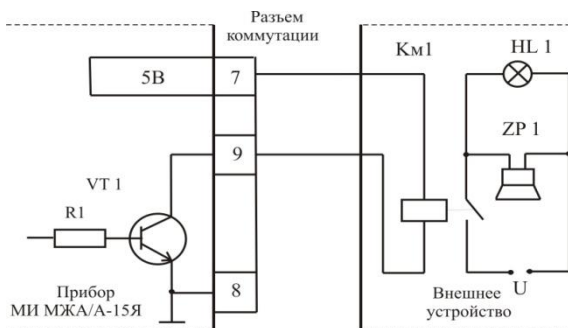 Разъем
коммутации
Км1
HL 1
5В
7
9
ZP 1
VT 1
R1
8
Прибор
МИ МЖА/А-15Я
Внешнее
устройство
U